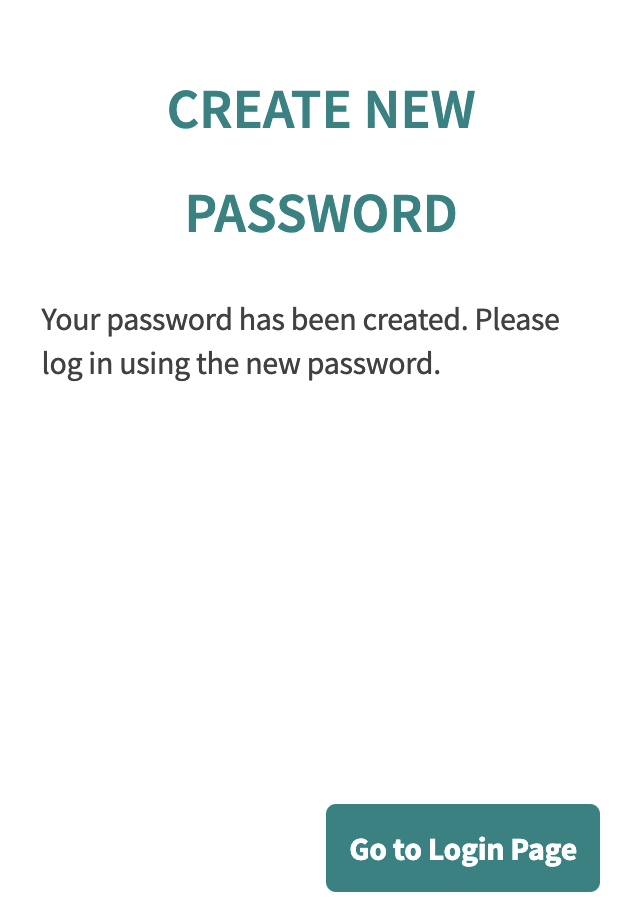 CREATE NEW
PASSWORD
Your password has been created. Please
log in using the new password.
Go to Login Page